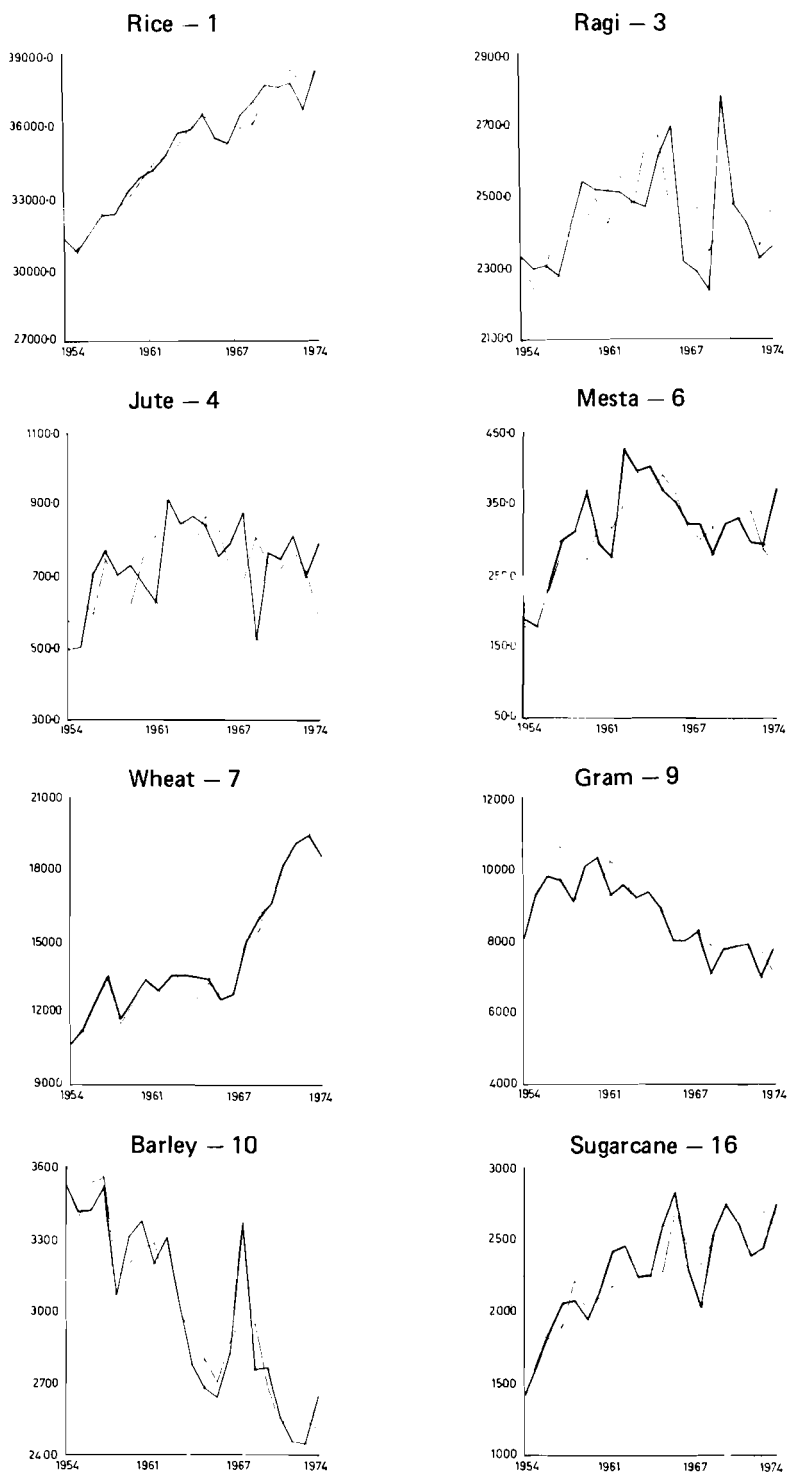 Rice – 1
39000·0
36000·0
33000·0
30000·0
27000·0
1954 1961 1967 1974
Ragi – 3
2900·0
2700·0
2500·0
2300·0
2100·0
1954 1961 1967 1974
Jute – 4
1100·0
900·0
700·0
500·0
300·0
1954 1961 1967 1974
Mesta – 6
450·0
350·0
150·0
50·0
1954 1961 1967 1974
Wheat – 7
21000
18000
15000
12000
9000
1954 1961 1967 1974
Gram – 9
12000
10000
8000
6000
4000
1954 1961 1967 1974
Barley – 10
3600
3300
3000
2700
2400
1954 1961 1967 1974
Sugarcane – 16
3000
2500
2000
1500
1000
1954 1961 1967 1974